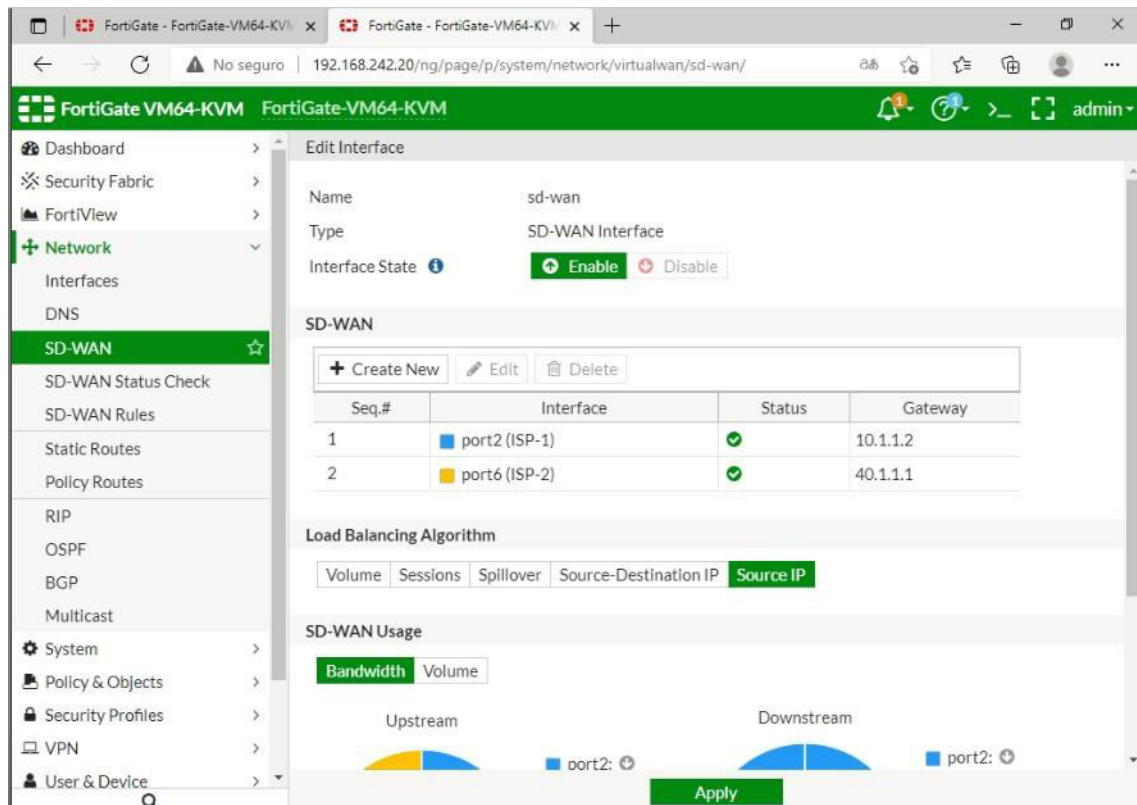 FortiGate - FortiGate-VM64-KV FortiGate - FortiGate-VM64-KV
No seguro 192.168.242.20/ng/page/p/system/network/virtualwan/sd-wan/ aあ
FortiGate VM64-KVM FortiGate-VM64-KVM 1 1 >_ admin
Dashboard
Security Fabric
FortiView
Network
Interfaces
DNS
SD-WAN
SD-WAN Status Check
SD-WAN Rules
Static Routes
Policy Routes
RIP
OSPF
BGP
Multicast
System
Policy & Objects
Security Profiles
VPN
User & Device
Edit Interface
Name sd-wan
Type SD-WAN Interface
Interface State Enable Disable
SD-WAN
+ Create New Edit Delete
Seq.# Interface Status Gateway
1 port2 (ISP-1) 10.1.1.2
2 port6 (ISP-2) 40.1.1.1
Load Balancing Algorithm
Volume Sessions Spillover Source-Destination IP Source IP
SD-WAN Usage
Bandwidth Volume
Upstream Downstream
port2: port2:
Apply